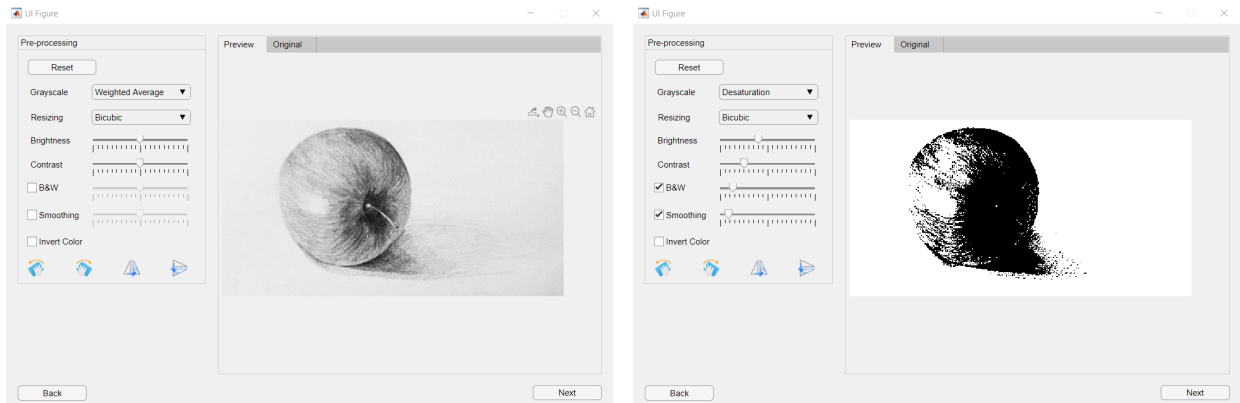 UI Figure
Pre-processing
Reset
Grayscale Weighted Average
Resizing Bicubic
Brightness
Contrast
B&W
Smoothing
Invert Color
Preview Original
Back
Next
UI Figure
Pre-processing
Reset
Grayscale Desaturation
Resizing Bicubic
Brightness
Contrast
B&W
Smoothing
Invert Color
Preview Original
Back
Next